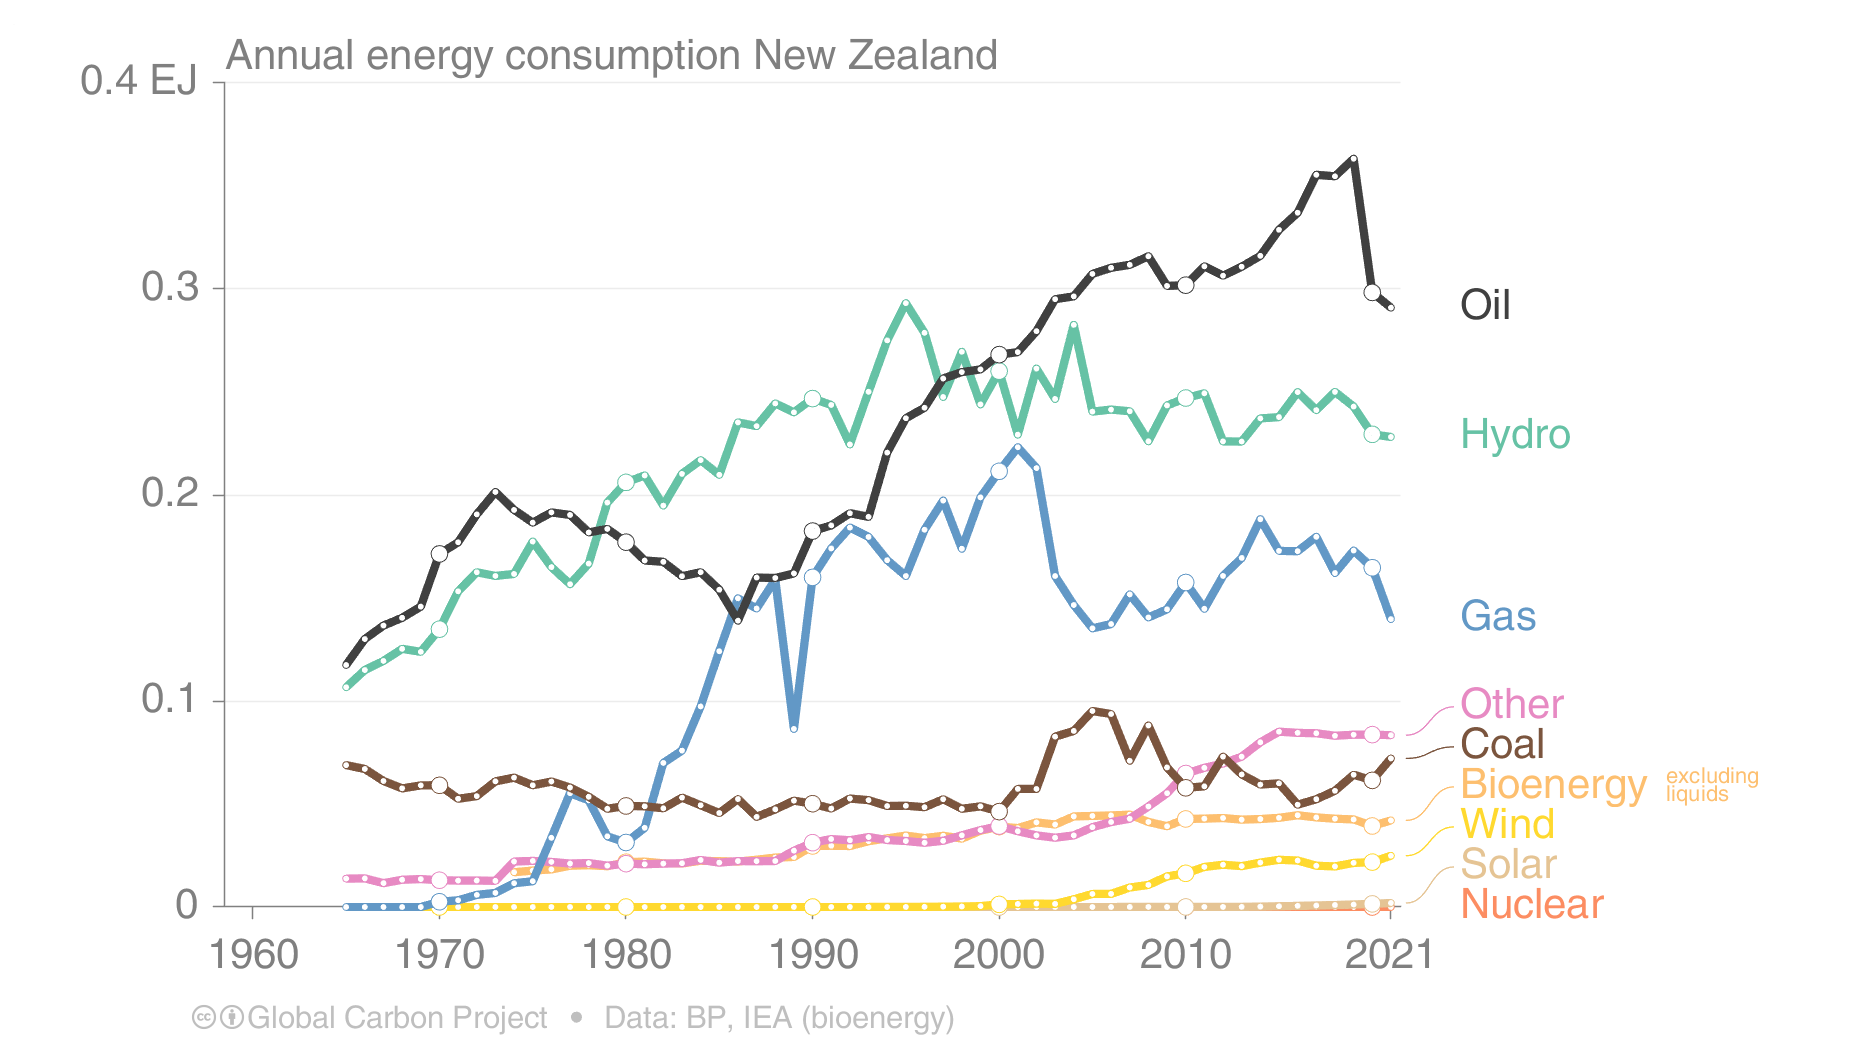 Annual energy consumption New Zealand
0.4 EJ
0.3
0.2
0.1
0
1960 1970 1980 1990 2000 2010 2021
Oil
Hydro
Gas
Other
Coal
Bioenergy excluding liquids
Wind
Solar
Nuclear
cc Global Carbon Project • Data: BP, IEA (bioenergy)